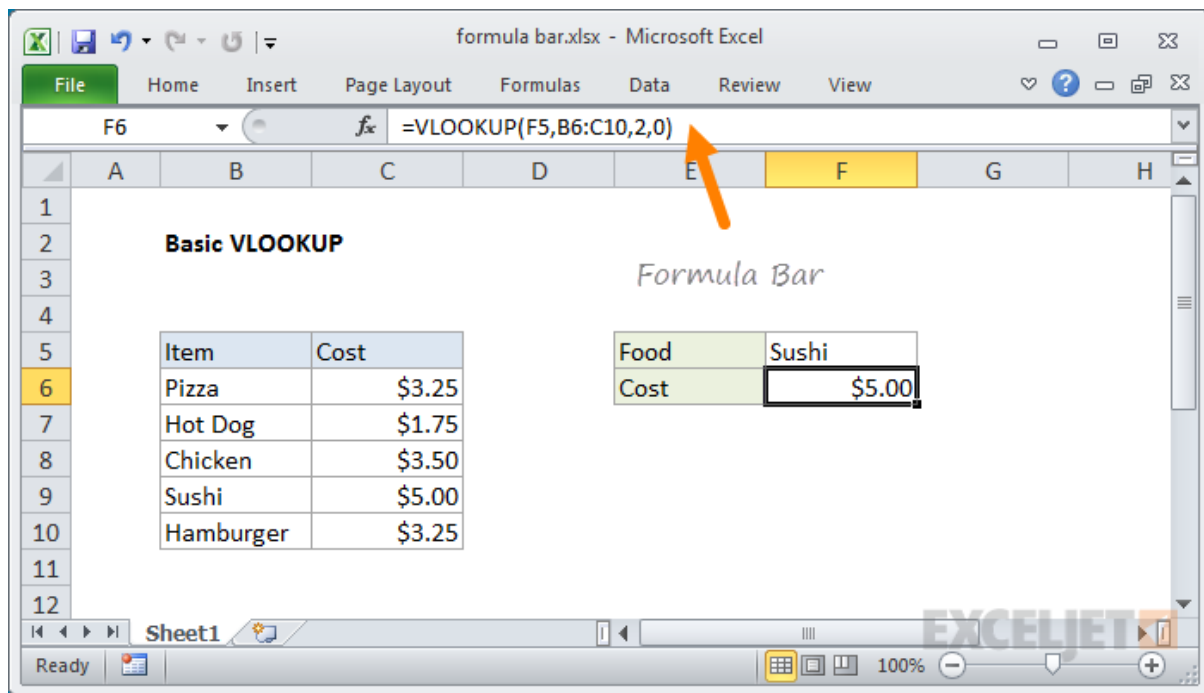 formula bar.xlsx - Microsoft Excel
File Home Insert Page Layout Formulas Data Review View
F6 fx =VLOOKUP(F5,B6:C10,2,0)
A B C D E F G H
1
2 Basic VLOOKUP
3 Formula Bar
4
5 Item Cost Food Sushi
6 Pizza $3.25 Cost $5.00
7 Hot Dog $1.75
8 Chicken $3.50
9 Sushi $5.00
10 Hamburger $3.25
11
12
Sheet1
EXCELJET
Ready 100%